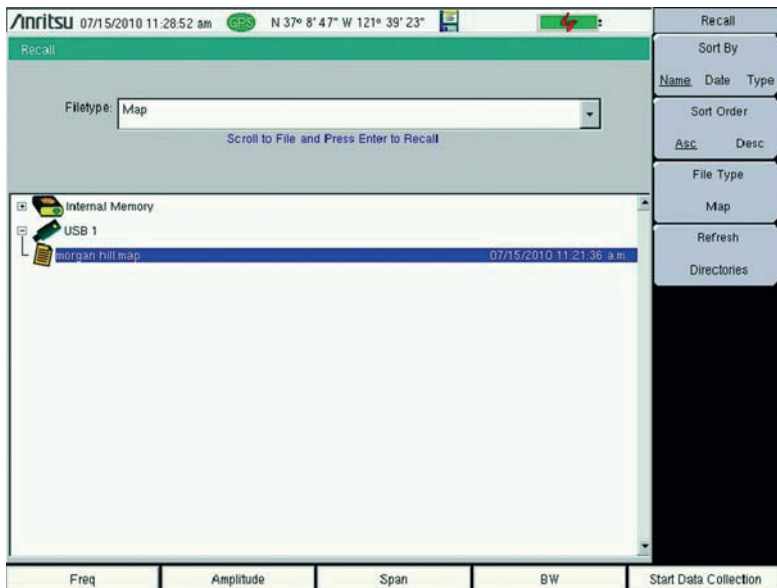 Anritsu 07/15/2010 11:28:52 am GPS N 37° 8' 47" W 121° 39' 23"
Recall
Filetype: Map
Scroll to File and Press Enter to Recall
Internal Memory
USB 1
morgan hill.map 07/15/2010 11:21:36 a.m.
Recall
Sort By
Name Date Type
Sort Order
Asc Desc
File Type
Map
Refresh
Directories
Freq Amplitude Span BW Start Data Collection